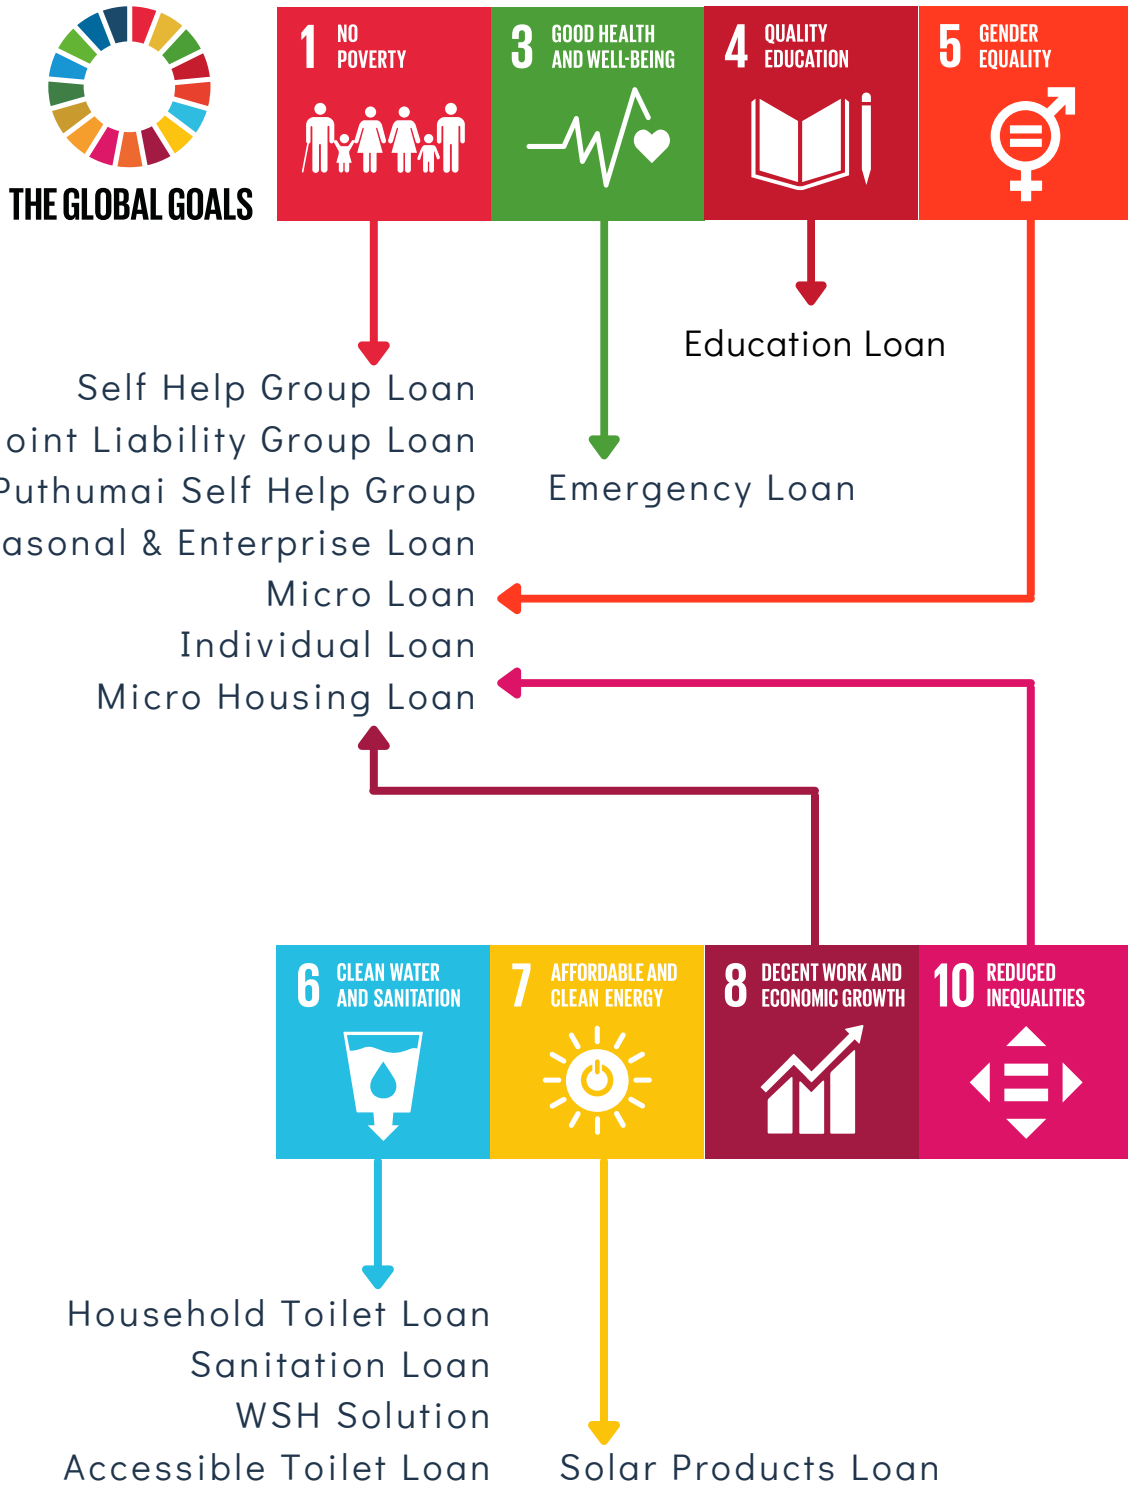 THE GLOBAL GOALS
1 NO
POVERTY
3 GOOD HEALTH
AND WELL-BEING
4 QUALITY
EDUCATION
5 GENDER
EQUALITY
Education Loan
Self Help Group Loan
oint Liability Group Loan
Puthumai Self Help Group
asonal & Enterprise Loan
Micro Loan
Individual Loan
Micro Housing Loan
Emergency Loan
6 CLEAN WATER
AND SANITATION
7 AFFORDABLE AND
CLEAN ENERGY
8 DECENT WORK AND
ECONOMIC GROWTH
10 REDUCED
INEQUALITIES
Household Toilet Loan
Sanitation Loan
WSH Solution
Accessible Toilet Loan
Solar Products Loan